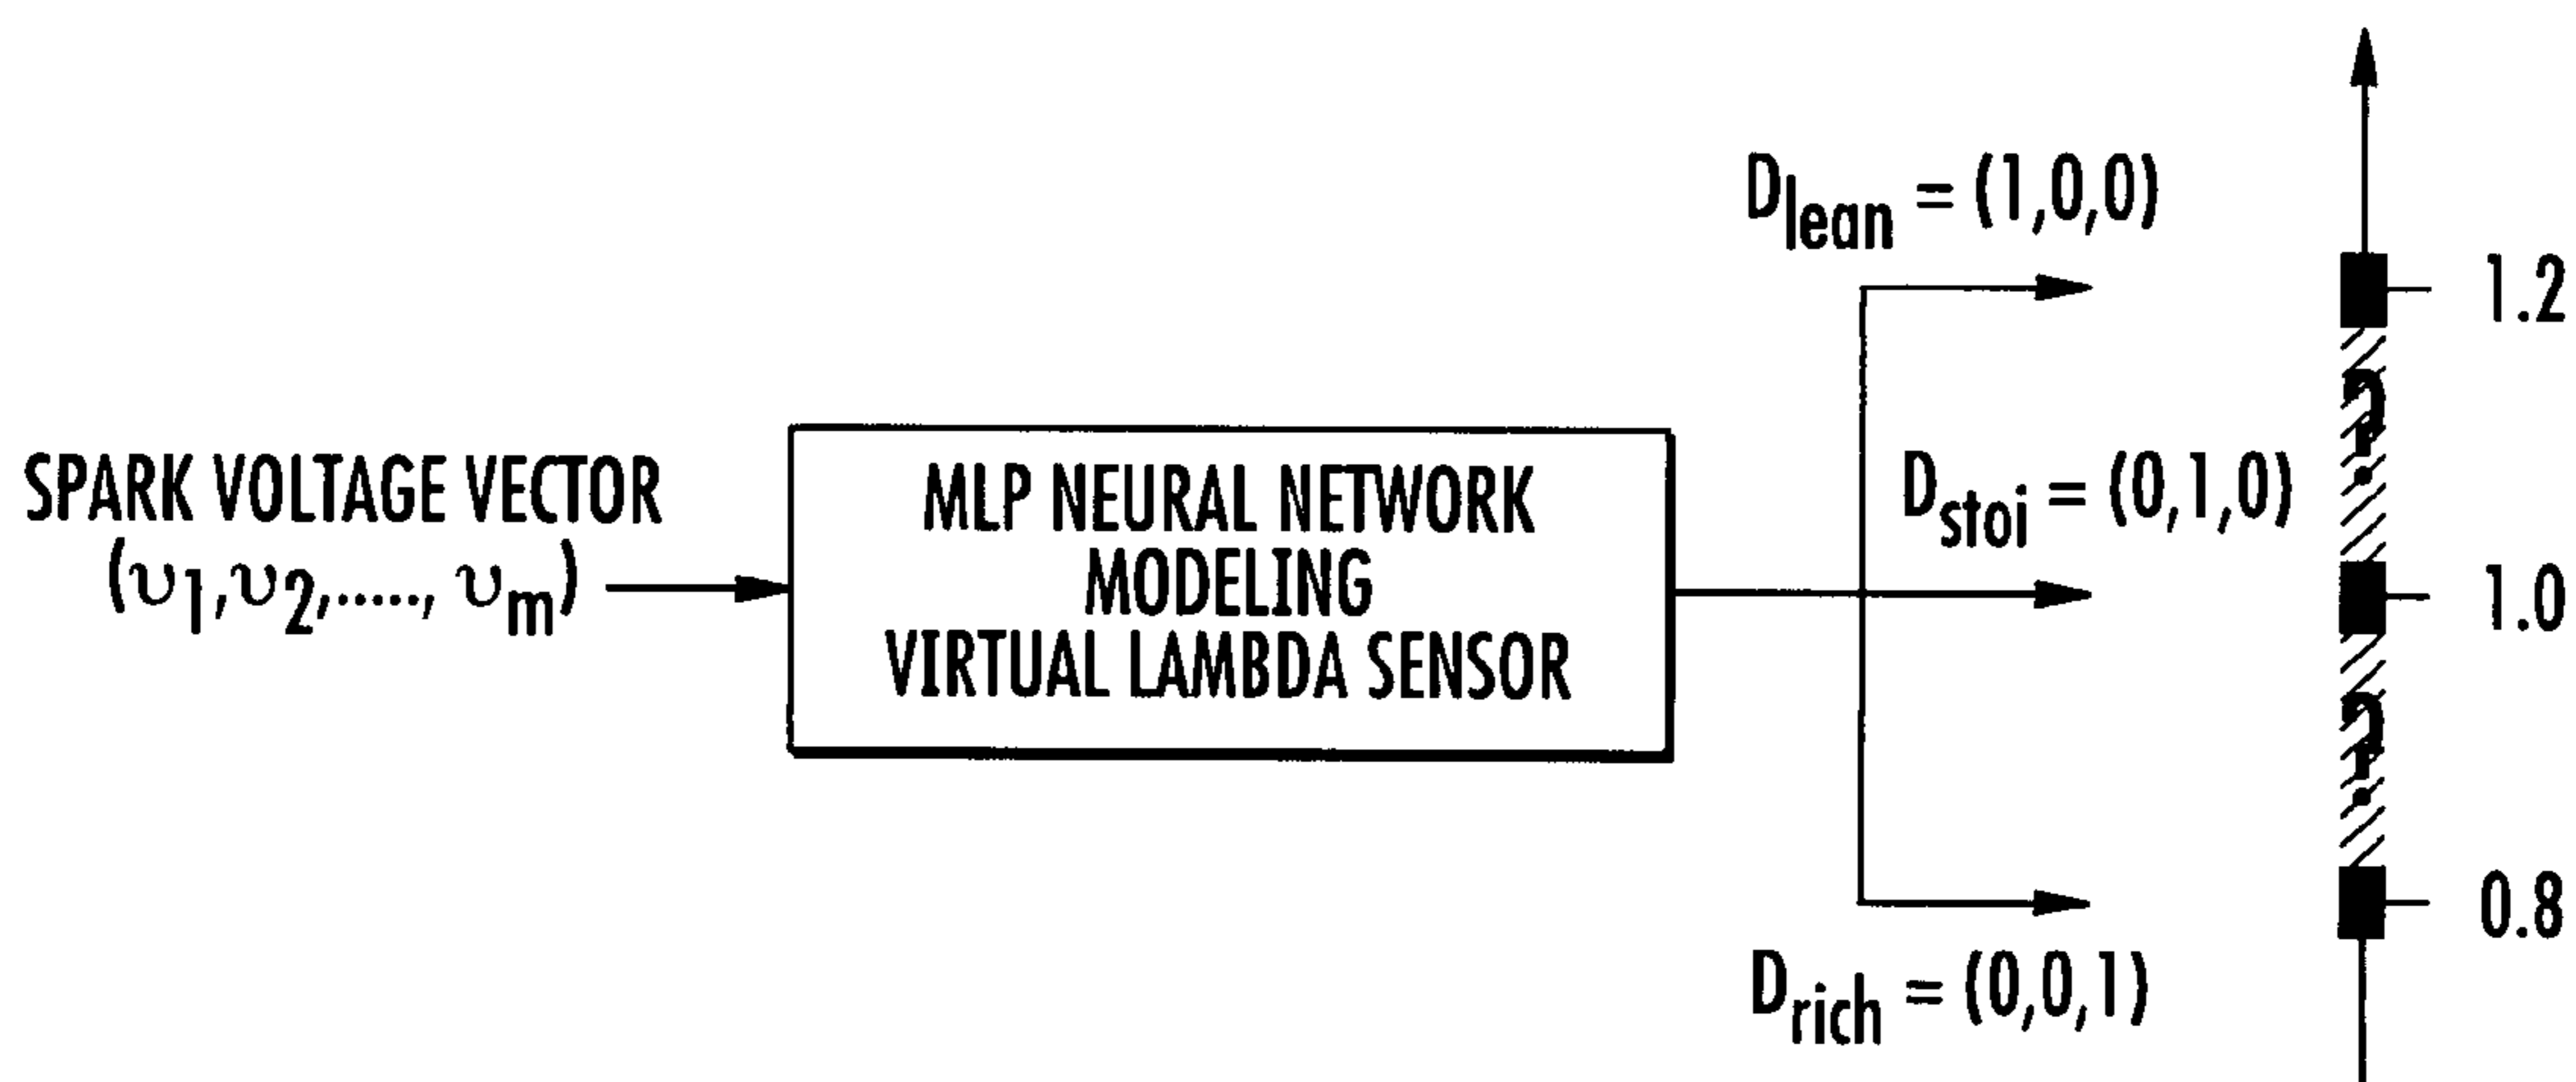 SPARK VOLTAGE VECTOR
(υ1,υ2,....., υm)
MLP NEURAL NETWORK
MODELING
VIRTUAL LAMBDA SENSOR
Dlean = (1,0,0)
Dstoi = (0,1,0)
Drich = (0,0,1)
1.2
?
1.0
?
0.8